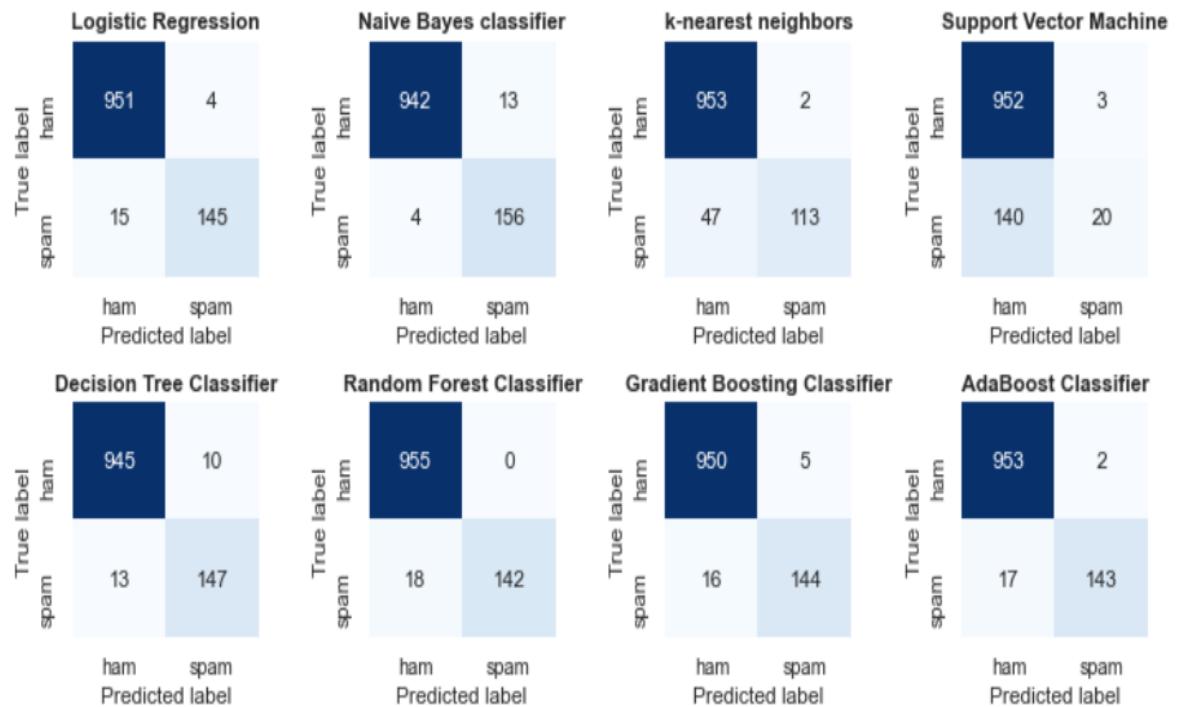 Logistic Regression
True label
ham
spam
951 4
15 145
ham spam
Predicted label
Naive Bayes classifier
True label
ham
spam
942 13
4 156
ham spam
Predicted label
k-nearest neighbors
True label
ham
spam
953 2
47 113
ham spam
Predicted label
Support Vector Machine
True label
ham
spam
952 3
140 20
ham spam
Predicted label
Decision Tree Classifier
True label
ham
spam
945 10
13 147
ham spam
Predicted label
Random Forest Classifier
True label
ham
spam
955 0
18 142
ham spam
Predicted label
Gradient Boosting Classifier
True label
ham
spam
950 5
16 144
ham spam
Predicted label
AdaBoost Classifier
True label
ham
spam
953 2
17 143
ham spam
Predicted label